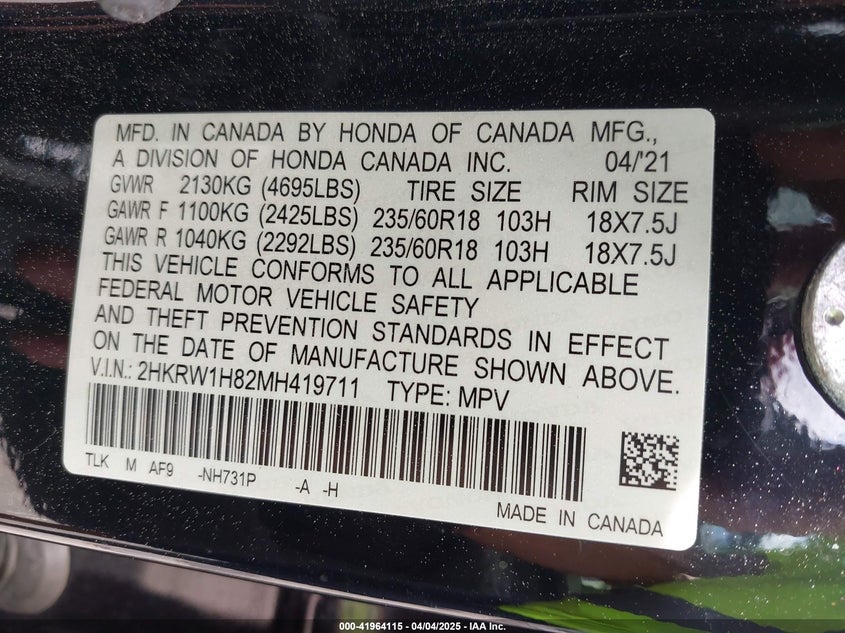 MFD. IN CANADA BY HONDA OF CANADA MFG.,
A DIVISION OF HONDA CANADA INC. 04/'21
GVWR 2130KG (4695LBS) TIRE SIZE RIM SIZE
GAWR F 1100KG (2425LBS) 235/60R18 103H 18X7.5J
GAWR R 1040KG (2292LBS) 235/60R18 103H 18X7.5J
THIS VEHICLE CONFORMS TO ALL APPLICABLE
FEDERAL MOTOR VEHICLE SAFETY
AND THEFT PREVENTION STANDARDS IN EFFECT
ON THE DATE OF MANUFACTURE SHOWN ABOVE.
V.I.N.: 2HKRW1H82MH419711 TYPE: MPV
TLK M AF9 -NH731P -A -H
MADE IN CANADA
000-41964115 - 04/04/2025 - IAA Inc.